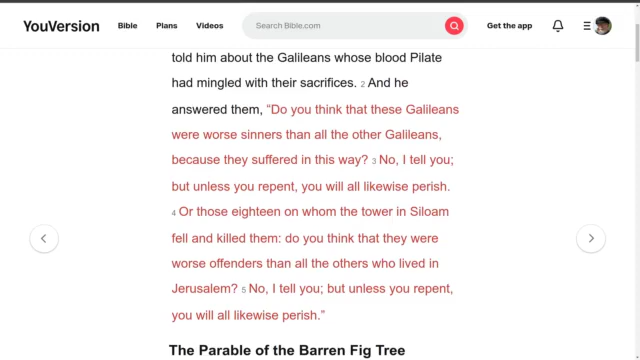 YouVersion Bible Plans Videos Search Bible.com Get the app
told him about the Galileans whose blood Pilate
had mingled with their sacrifices. 2 And he
answered them, “Do you think that these Galileans
were worse sinners than all the other Galileans,
because they suffered in this way? 3 No, I tell you;
but unless you repent, you will all likewise perish.
4 Or those eighteen on whom the tower in Siloam
fell and killed them: do you think that they were
worse offenders than all the others who lived in
Jerusalem? 5 No, I tell you; but unless you repent,
you will all likewise perish.”
The Parable of the Barren Fig Tree